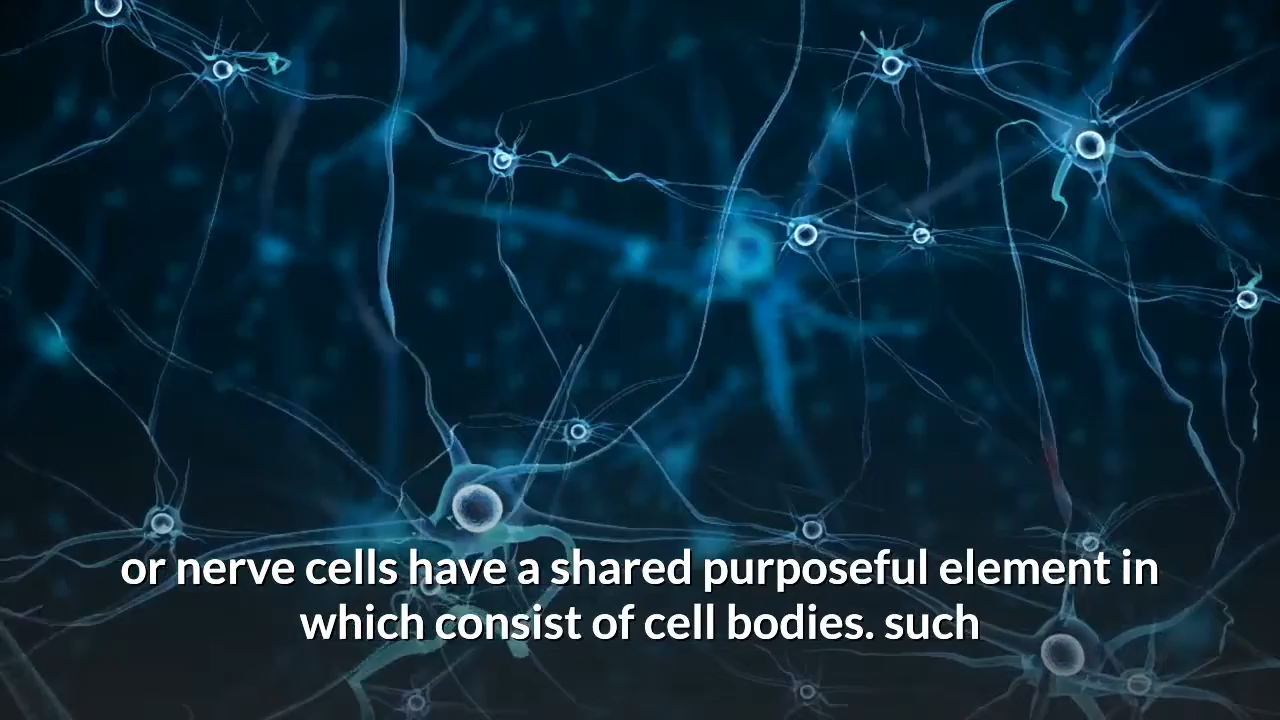 or nerve cells have a shared purposeful element in
which consist of cell bodies. such